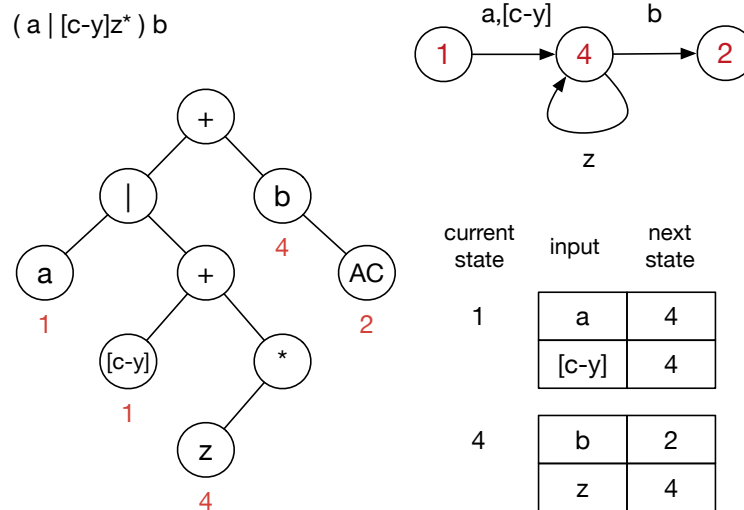 ( a | [c-y]z* ) b
a,[c-y]
b
1
4
2
z
+
|
b
4
a
1
+
AC
2
[c-y]
1
*
z
4
current state
input
next state
1
a
4
[c-y]
4
4
b
2
z
4